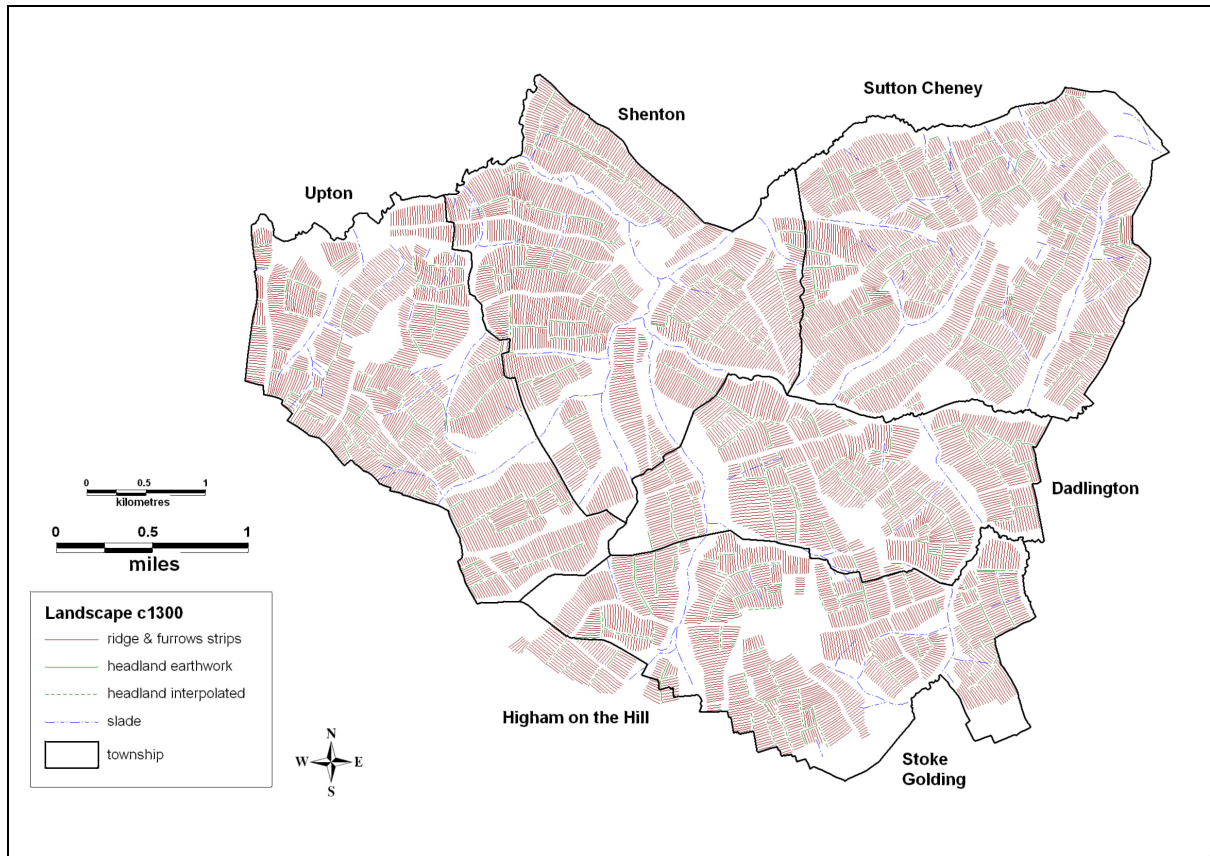 Sutton Cheney
Shenton
Upton
Dadlington
0 0.5 1
kilometres
0 0.5 1
miles
Landscape c1300
ridge & furrows strips
headland earthwork
headland interpolated
slade
township
N
W E
S
Higham on the Hill
Stoke
Golding